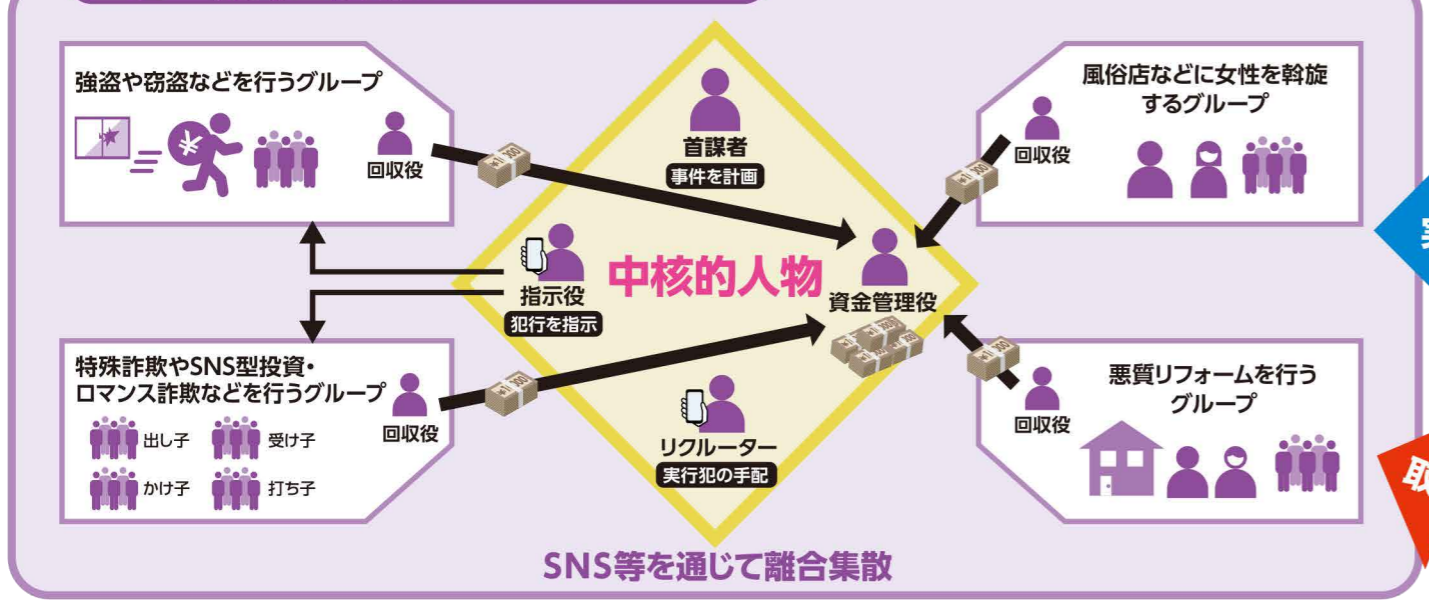 強盗や窃盗などを行うグループ
回収役
首謀者
事件を計画
風俗店などに女性を斡旋
するグループ
回収役
指示役
犯行を指示
中核的人物
資金管理役
特殊詐欺やSNS型投資・
ロマンス詐欺などを行うグループ
出し子
受け子
かけ子
打ち子
回収役
リクルーター
実行犯の手配
悪質リフォームを行う
グループ
回収役
SNS等を通じて離合集散